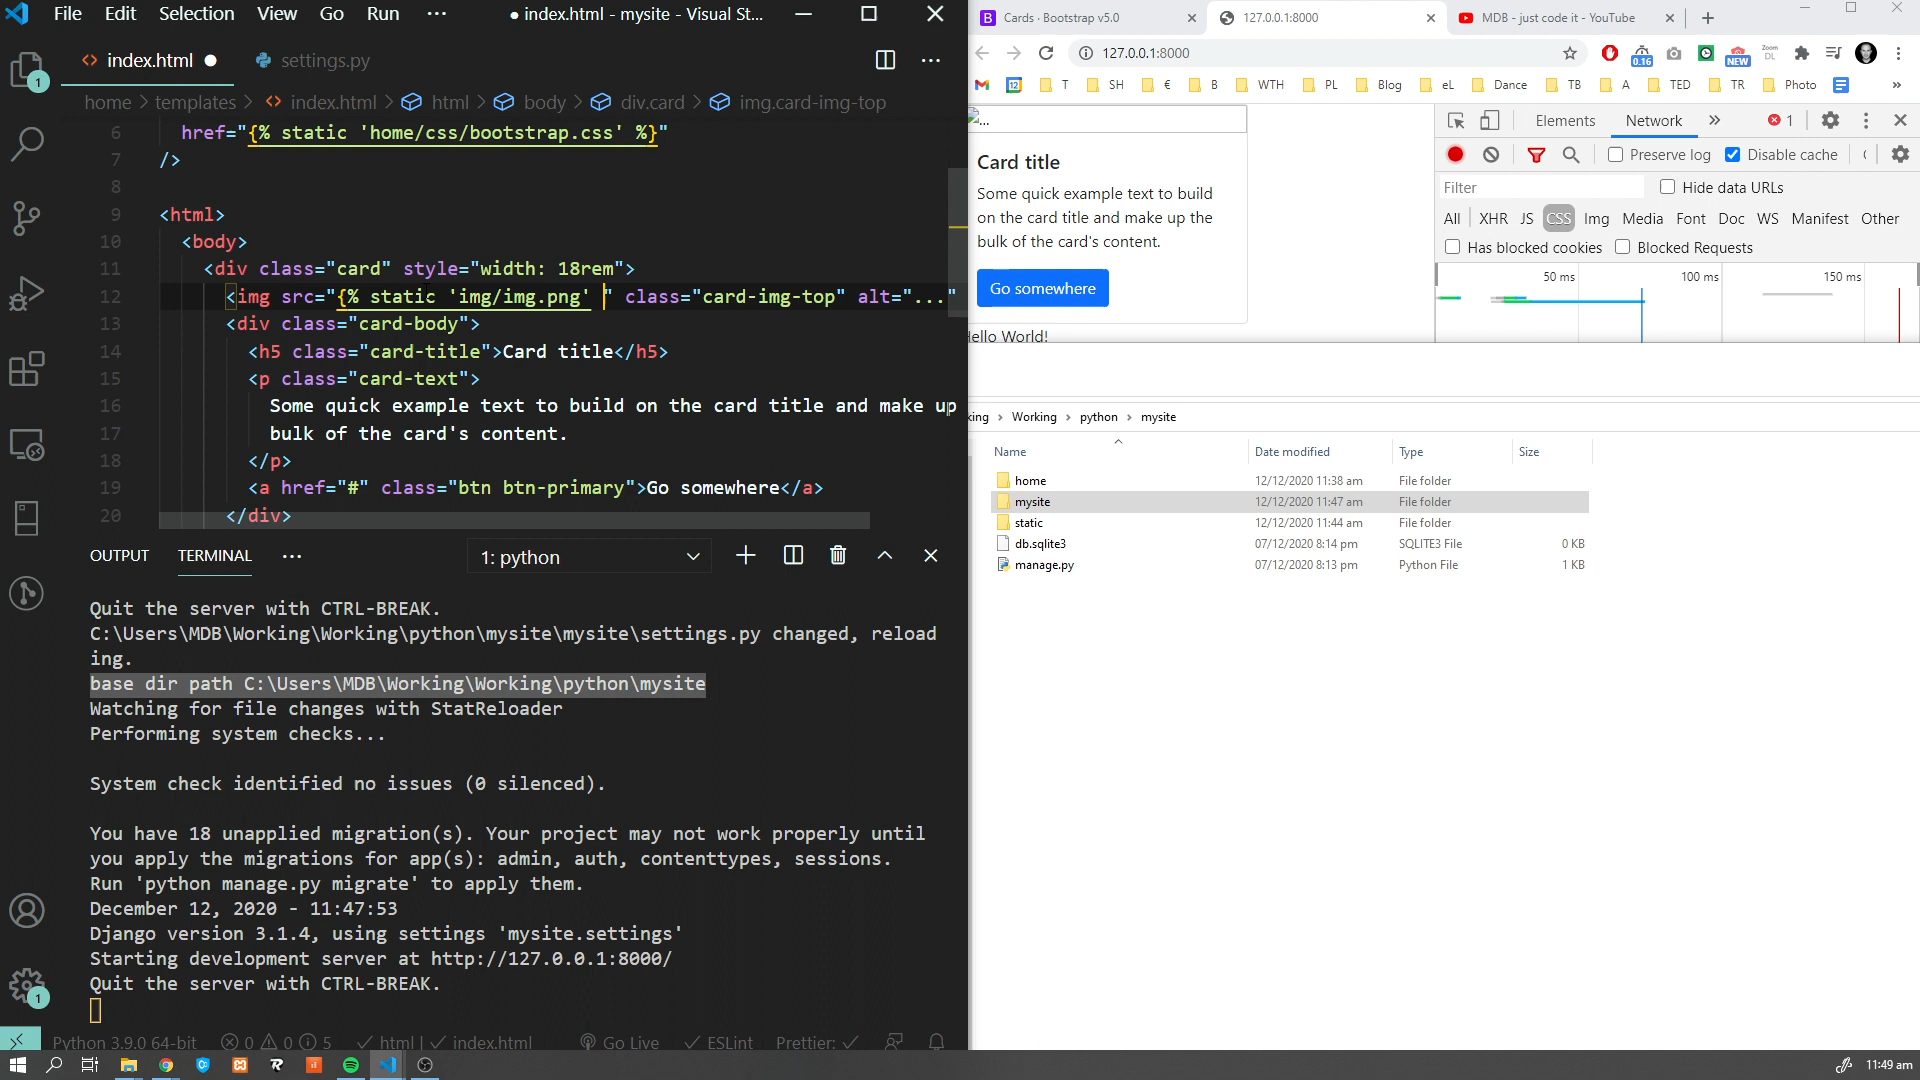 File Edit Selection View Go Run ··· ● index.html - mysite - Visual St...
index.html ● settings.py
home > templates > index.html > html > body > div.card > img.card-img-top
6 href="{% static 'home/css/bootstrap.css' %}"
7 />
8
9 <html>
10 <body>
11 <div class="card" style="width: 18rem">
12 <img src="{% static 'img/img.png' " class="card-img-top" alt="..."
13 <div class="card-body">
14 <h5 class="card-title">Card title</h5>
15 <p class="card-text">
16 Some quick example text to build on the card title and make up
17 bulk of the card's content.
18 </p>
19 <a href="#" class="btn btn-primary">Go somewhere</a>
20 </div>
OUTPUT TERMINAL ··· 1: python
Quit the server with CTRL-BREAK.
C:\Users\MDB\Working\Working\python\mysite\mysite\settings.py changed, reload
ing.
base dir path C:\Users\MDB\Working\Working\python\mysite
Watching for file changes with StatReloader
Performing system checks...
System check identified no issues (0 silenced).
You have 18 unapplied migration(s). Your project may not work properly until
you apply the migrations for app(s): admin, auth, contenttypes, sessions.
Run 'python manage.py migrate' to apply them.
December 12, 2020 - 11:47:53
Django version 3.1.4, using settings 'mysite.settings'
Starting development server at http://127.0.0.1:8000/
Quit the server with CTRL-BREAK.
Python 3.9.0 64-bit 0 0 5 html | index.html Go Live ESLint Prettier:
1
1
Cards · Bootstrap v5.0 127.0.0.1:8000 MDB - just code it - YouTube
127.0.0.1:8000
0.16 NEW Zoom DL
12 T SH € B WTH PL Blog eL Dance TB A TED TR Photo »
...
Card title
Some quick example text to build
on the card title and make up the
bulk of the card's content.
Go somewhere
ello World!
Elements Network » 1
Preserve log Disable cache
Filter Hide data URLs
All XHR JS CSS Img Media Font Doc WS Manifest Other
Has blocked cookies Blocked Requests
50 ms 100 ms 150 ms
king > Working > python > mysite
Name Date modified Type Size
home 12/12/2020 11:38 am File folder
mysite 12/12/2020 11:47 am File folder
static 12/12/2020 11:44 am File folder
db.sqlite3 07/12/2020 8:14 pm SQLITE3 File 0 KB
manage.py 07/12/2020 8:13 pm Python File 1 KB
11:49 am